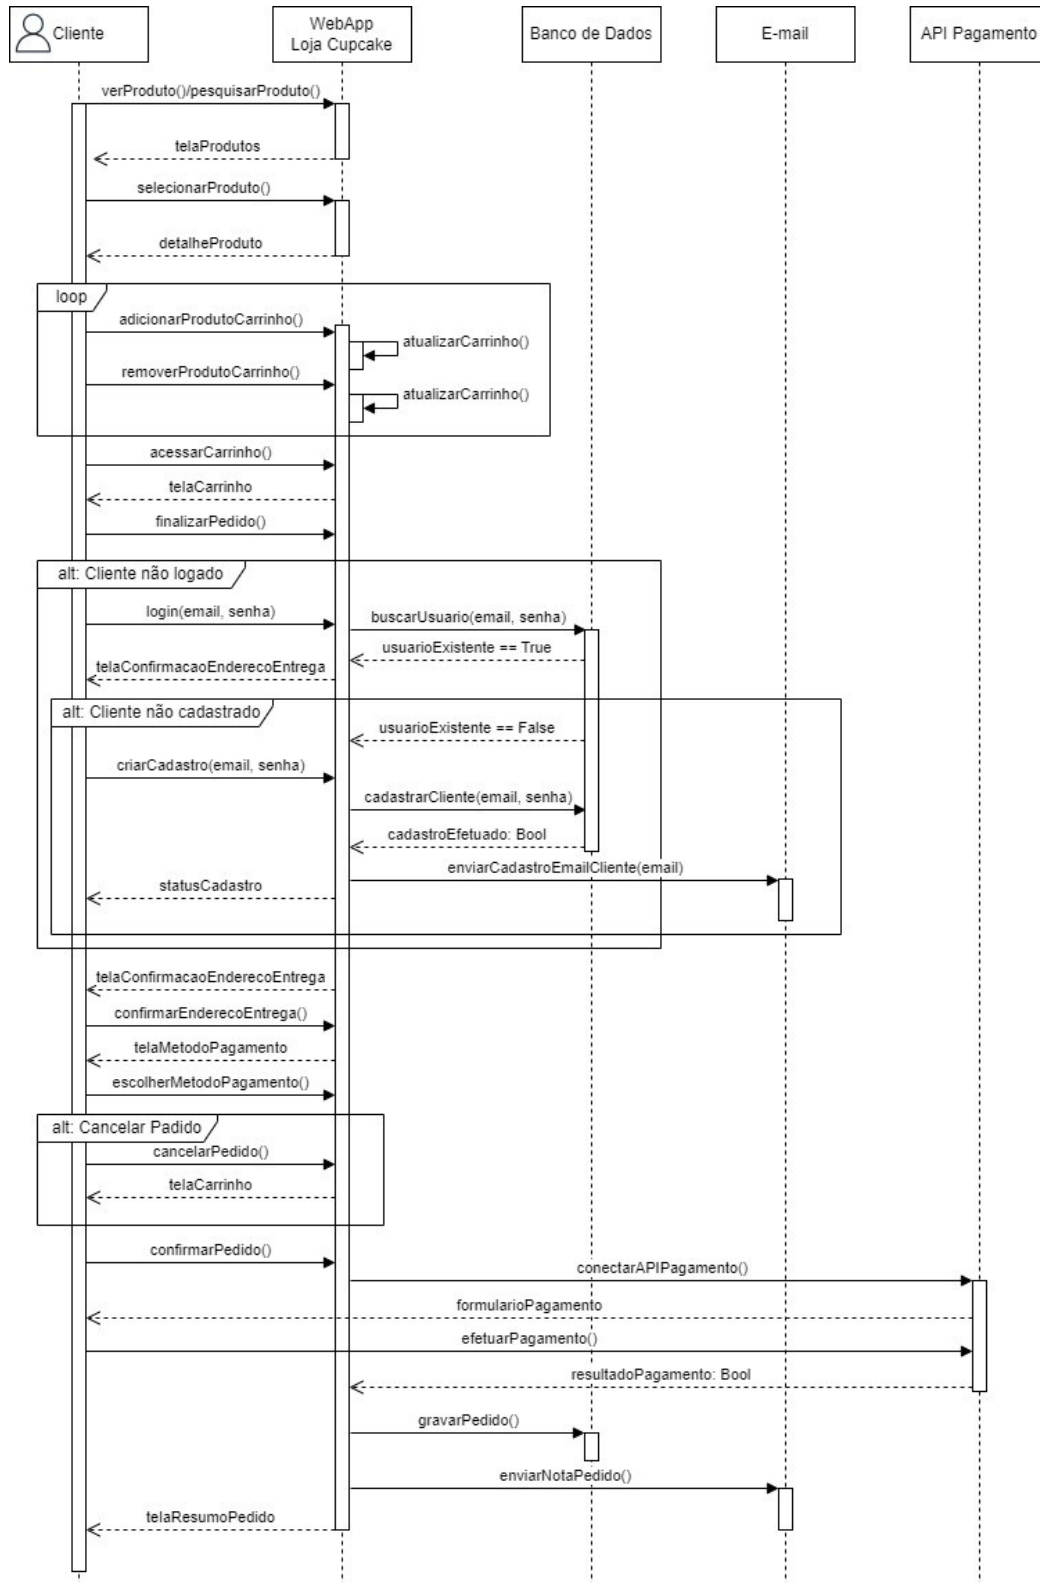 Cliente
WebApp
Loja Cupcake
Banco de Dados
E-mail
API Pagamento
verProduto()/pesquisarProduto()
telaProdutos
selecionarProduto()
detalheProduto
loop
adicionarProdutoCarrinho()
atualizarCarrinho()
removerProdutoCarrinho()
atualizarCarrinho()
acessarCarrinho()
telaCarrinho
finalizarPedido()
alt: Cliente não logado
login(email, senha)
buscarUsuario(email, senha)
usuarioExistente == True
telaConfirmacaoEnderecoEntrega
alt: Cliente não cadastrado
usuarioExistente == False
criarCadastro(email, senha)
cadastrarCliente(email, senha)
cadastroEfetuado: Bool
enviarCadastroEmailCliente(email)
statusCadastro
telaConfirmacaoEnderecoEntrega
confirmarEnderecoEntrega()
telaMetodoPagamento
escolherMetodoPagamento()
alt: Cancelar Padido
cancelarPedido()
telaCarrinho
confirmarPedido()
conectarAPIPagamento()
formularioPagamento
efetuarPagamento()
resultadoPagamento: Bool
gravarPedido()
enviarNotaPedido()
telaResumoPedido